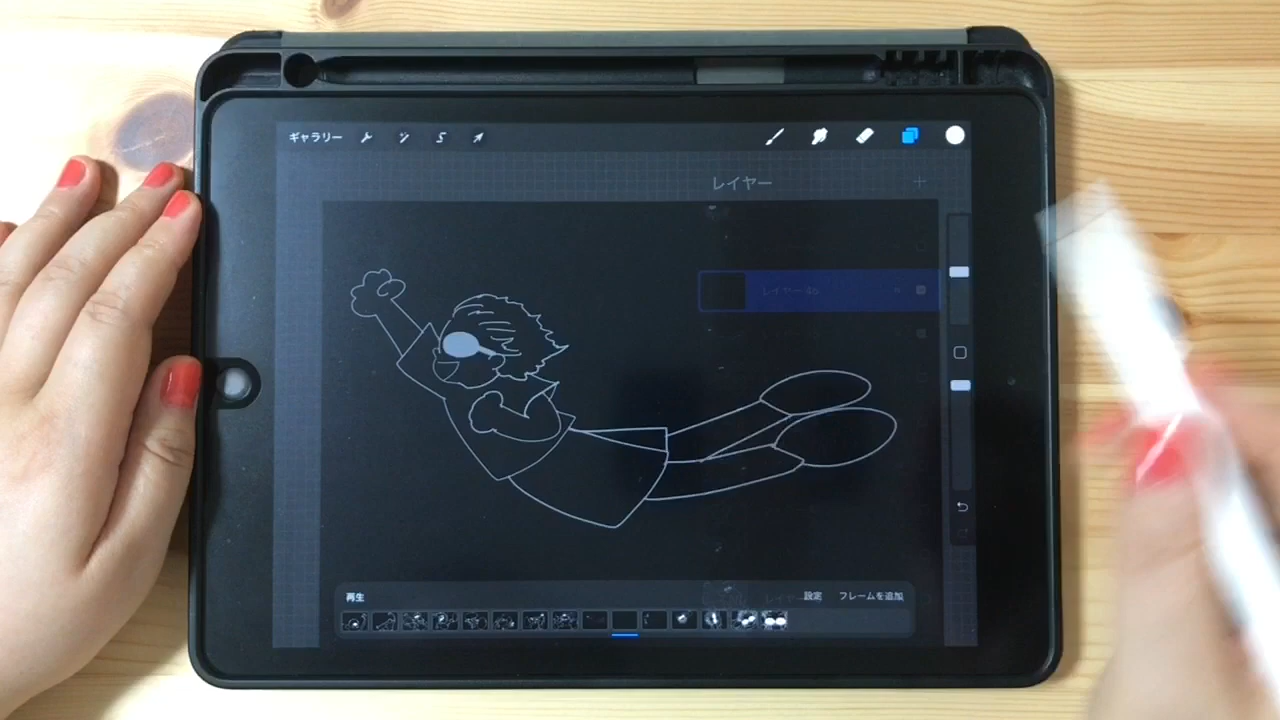 ギャラリー
レイヤー
再生
設定
フレームを追加